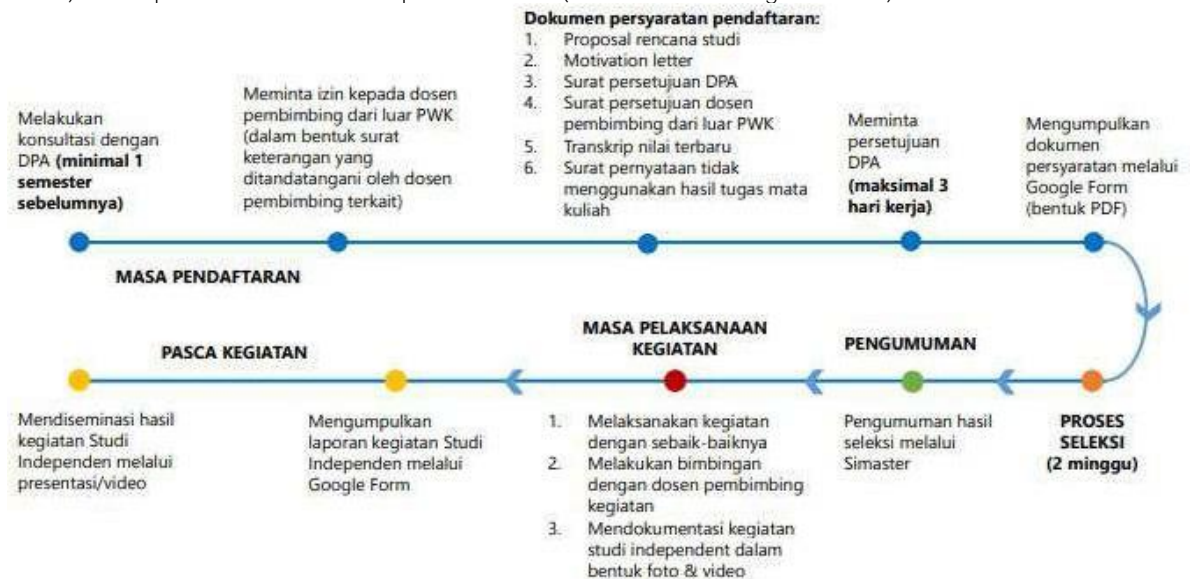 Dokumen persyaratan pendaftaran:
1. Proposal rencana studi
2. Motivation letter
3. Surat persetujuan DPA
4. Surat persetujuan dosen
pembimbing dari luar PWK
5. Transkrip nilai terbaru
6. Surat pernyataan tidak
menggunakan hasil tugas mata
kuliah
Melakukan
konsultasi dengan
DPA (minimal 1
semester
sebelumnya)
Meminta izin kepada dosen
pembimbing dari luar PWK
(dalam bentuk surat
keterangan yang
ditandatangani oleh dosen
pembimbing terkait)
Meminta
persetujuan
DPA
(maksimal 3
hari kerja)
Mengumpulkan
dokumen
persyaratan melalui
Google Form
(bentuk PDF)
MASA PENDAFTARAN
PASCA KEGIATAN
MASA PELAKSANAAN
KEGIATAN
PENGUMUMAN
Mendiseminasi hasil
kegiatan Studi
Independen melalui
presentasi/video
Mengumpulkan
laporan kegiatan Studi
Independen melalui
Google Form
1. Melaksanakan kegiatan
dengan sebaik-baiknya
2. Melakukan bimbingan
dengan dosen pembimbing
kegiatan
3. Mendokumentasi kegiatan
studi independent dalam
bentuk foto & video
Pengumuman hasil
seleksi melalui
Simaster
PROSES
SELEKSI
(2 minggu)